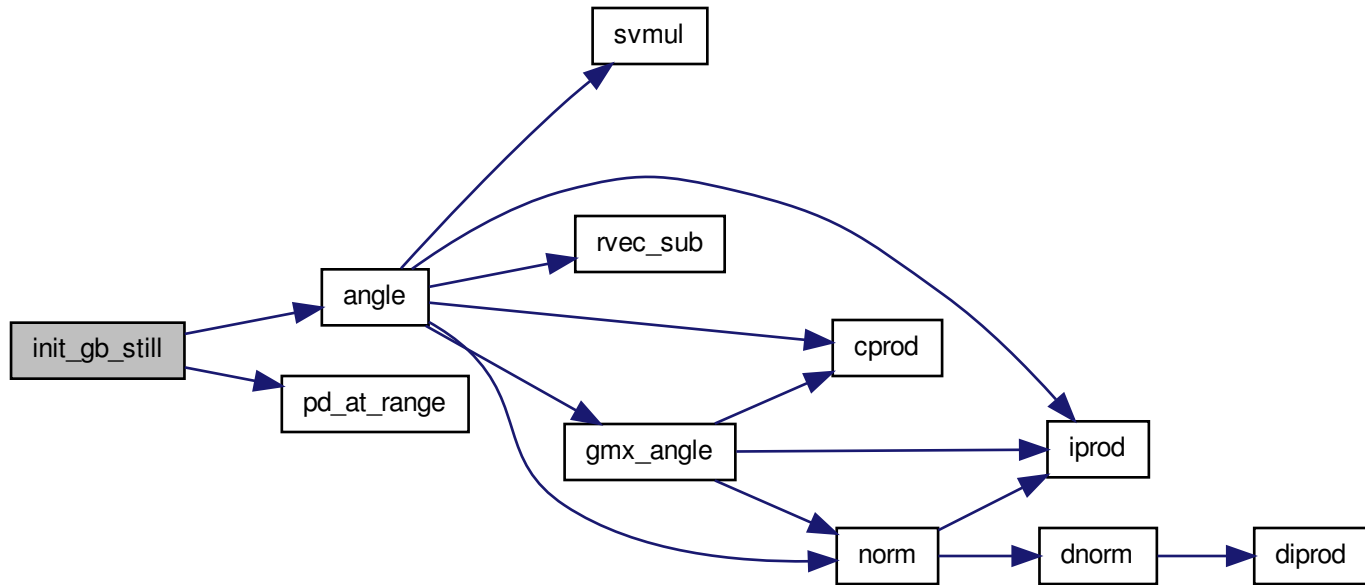 svmul
rvec_sub
angle
init_gb_still
cprod
pd_at_range
gmx_angle
iprod
norm
dnorm
diprod